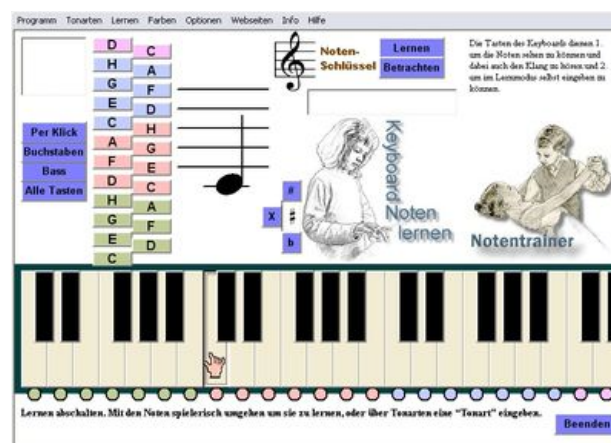 Programm Tonarten Lernen Farben Optionen Webseiten Info Hilfe
D
C
H
A
G
F
E
D
C
H
A
G
F
E
D
C
H
A
G
F
E
D
C
Per Klick
Buchstaben
Bass
Alle Tasten
Noten-
Schlüssel
Lernen
Betrachten
Die Tasten des Keyboards dienen 1.
um die Noten sehen zu können und
dabei auch den Klang zu hören und 2.
um im Lernmodus selbst eingeben zu
können.
#
X
♯
b
Keyboard
Noten
lernen
Notentrainer
Lernen abschalten. Mit den Noten spielerisch umgehen um sie zu lernen, oder über Tonarten eine "Tonart" eingeben.
Beenden